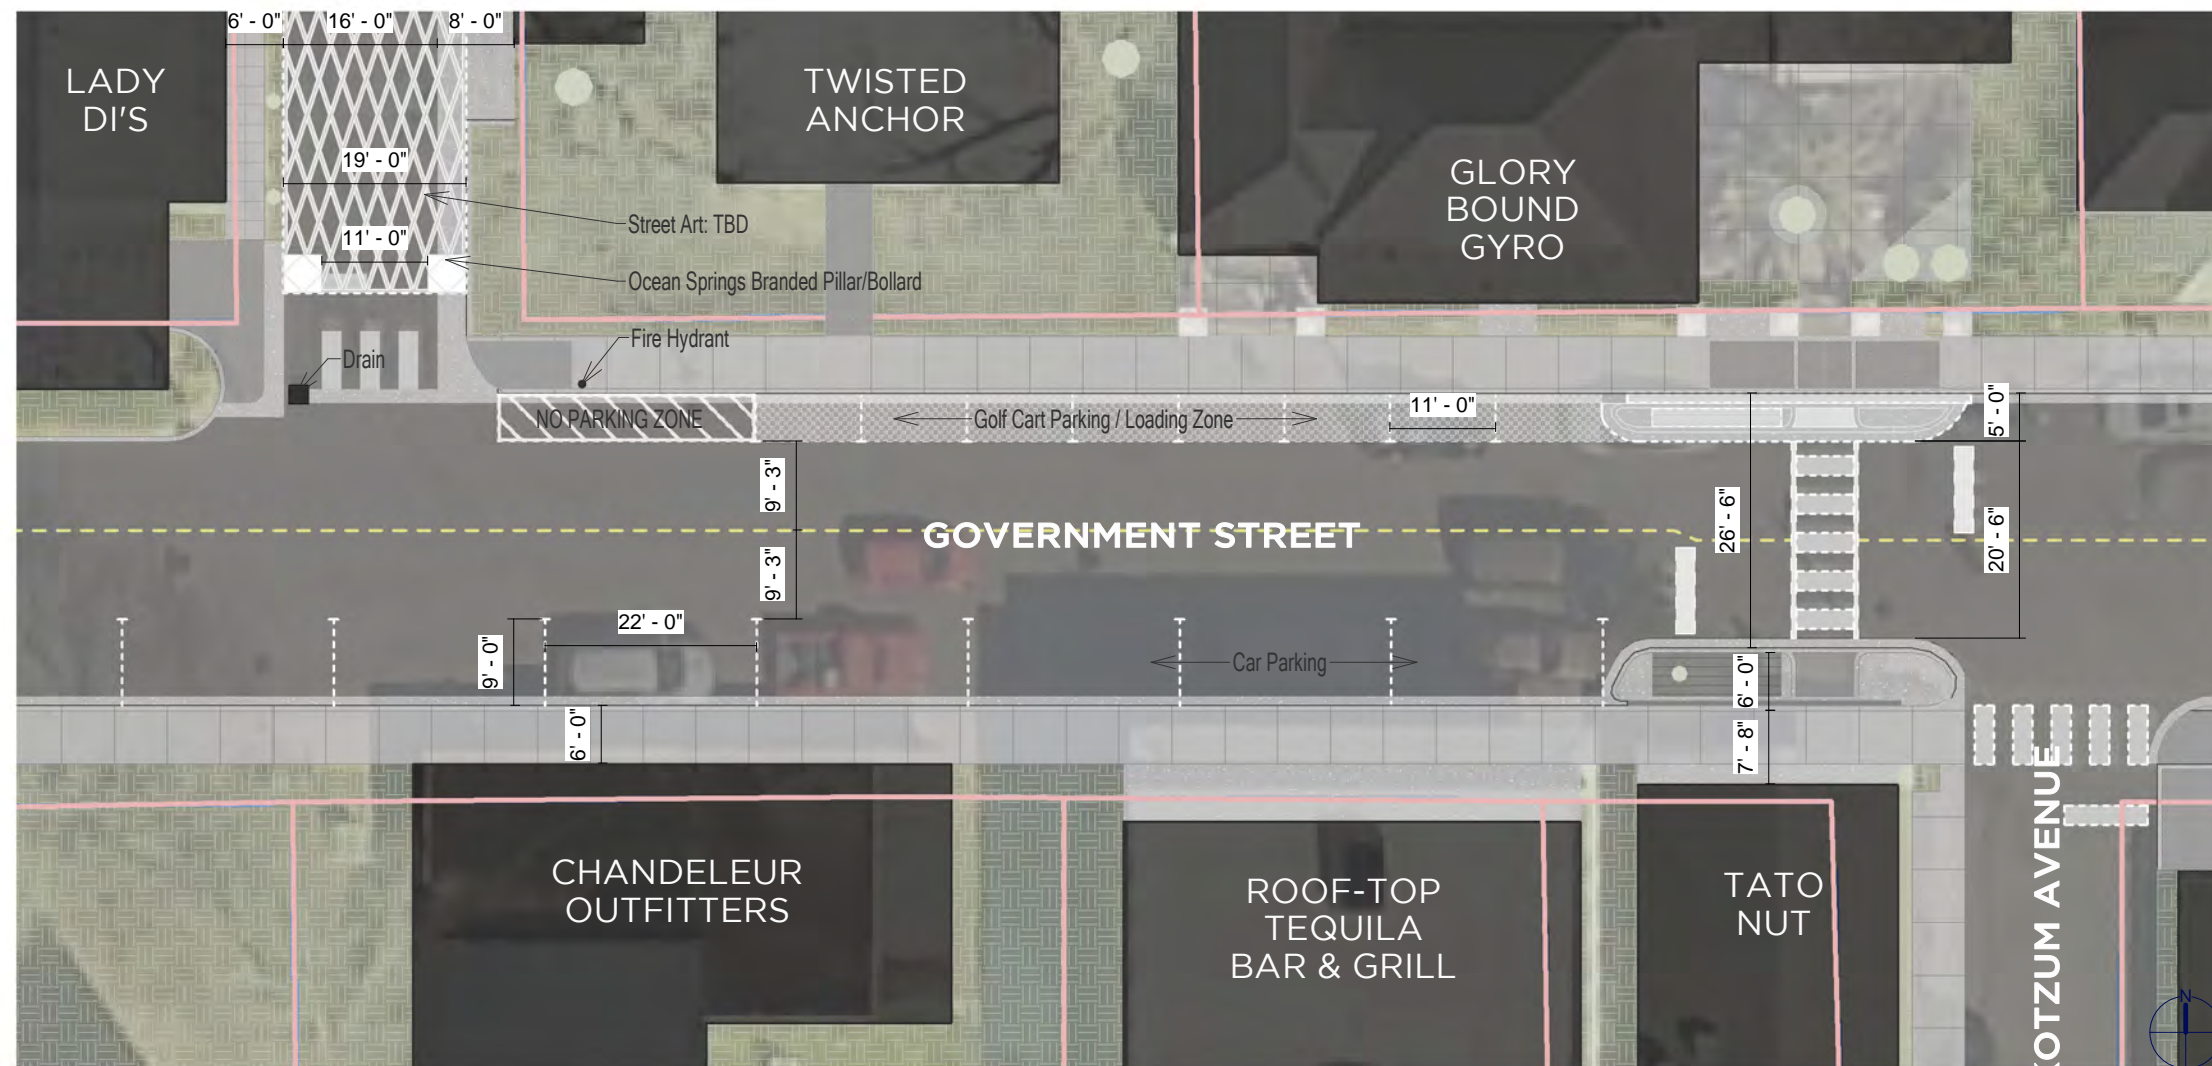 6' - 0"
16' - 0"
8' - 0"
LADY
DI'S
TWISTED
ANCHOR
GLORY
BOUND
GYRO
19' - 0"
11' - 0"
Street Art: TBD
Ocean Springs Branded Pillar/Bollard
Fire Hydrant
Drain
NO PARKING ZONE
Golf Cart Parking / Loading Zone
11' - 0"
5' - 0"
9' - 3"
9' - 3"
GOVERNMENT STREET
26' - 6"
20' - 6"
22' - 0"
9' - 0"
Car Parking
6' - 0"
6' - 0"
7' - 8"
CHANDELEUR
OUTFITTERS
ROOF-TOP
TEQUILA
BAR & GRILL
TATO
NUT
KOTZUM AVENUE
N